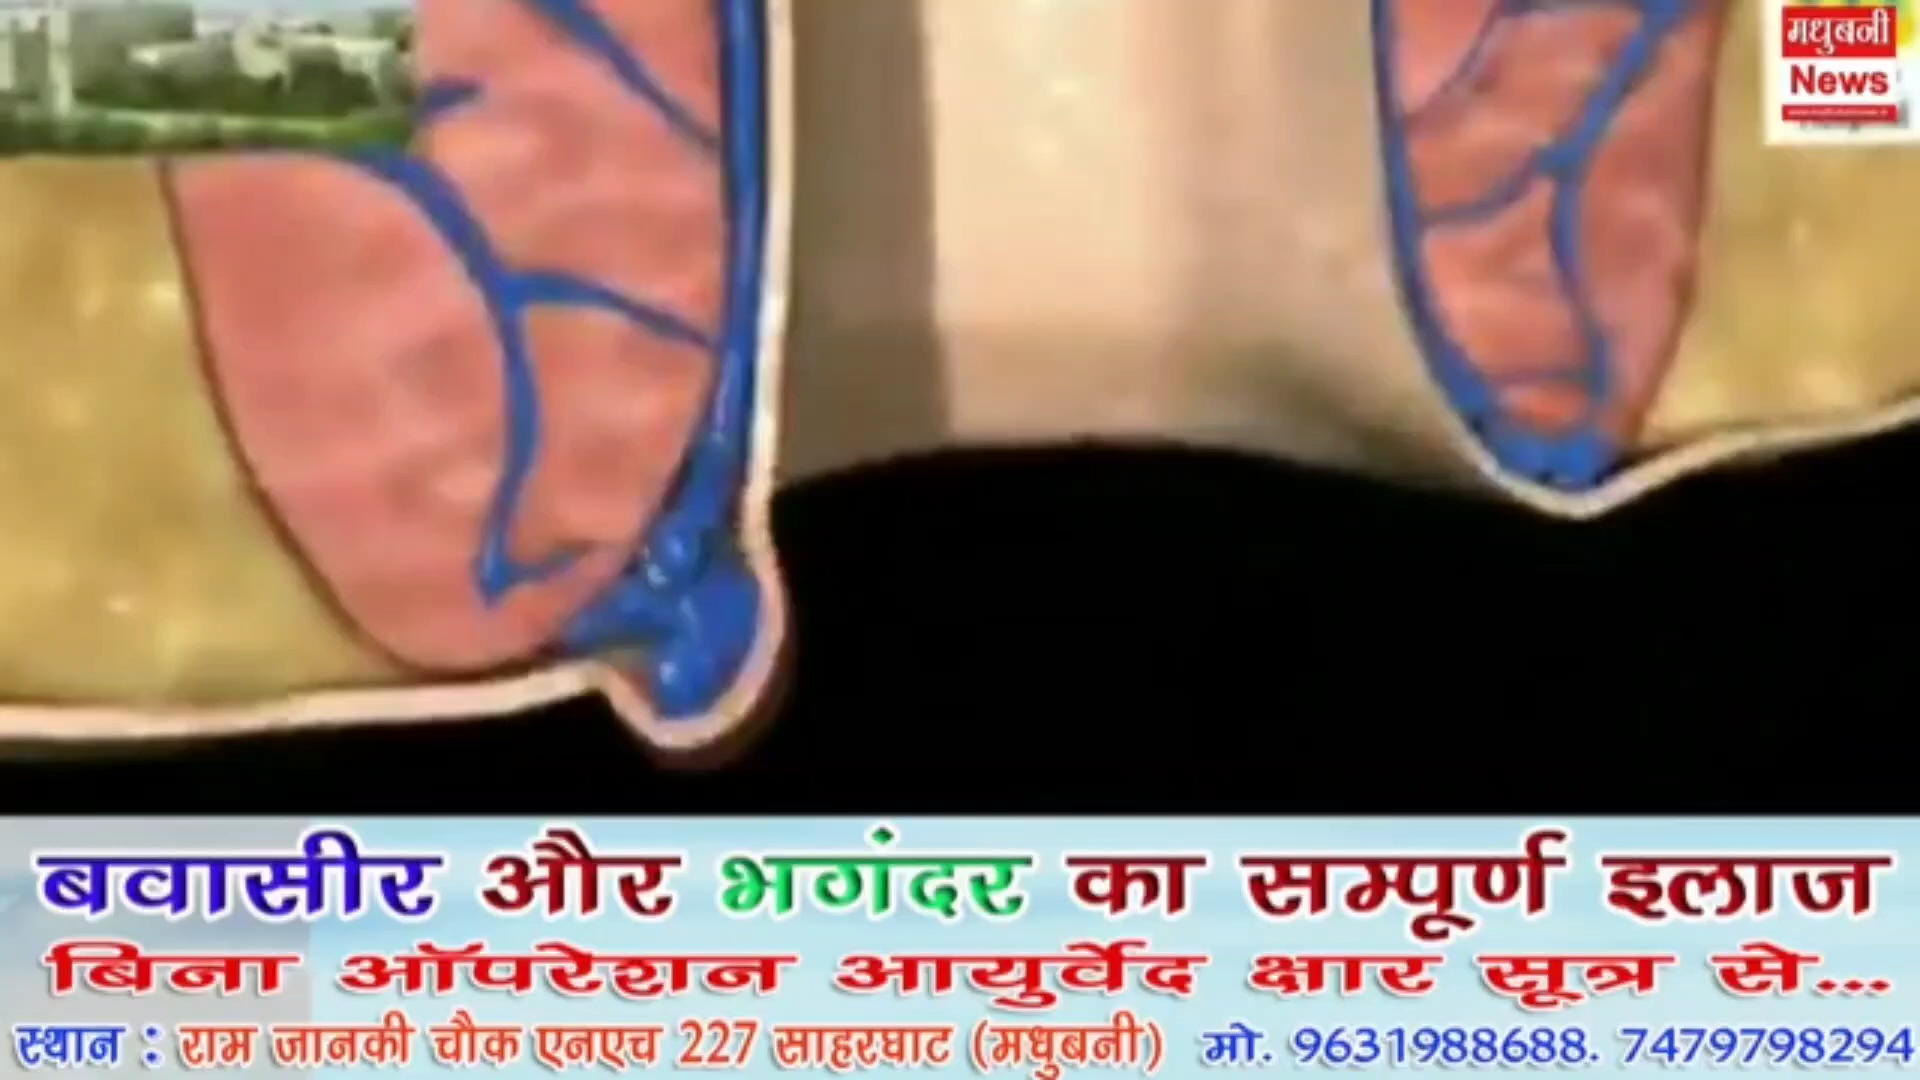 मधुबनी
News
बवासीर और भगंदर का सम्पूर्ण इलाज
बिना ऑपरेशन आयुर्वेद क्षार सूत्र से...
स्थान : राम जानकी चौक एनएच 227 साहरघाट (मधुबनी) मो. 9631988688. 7479798294